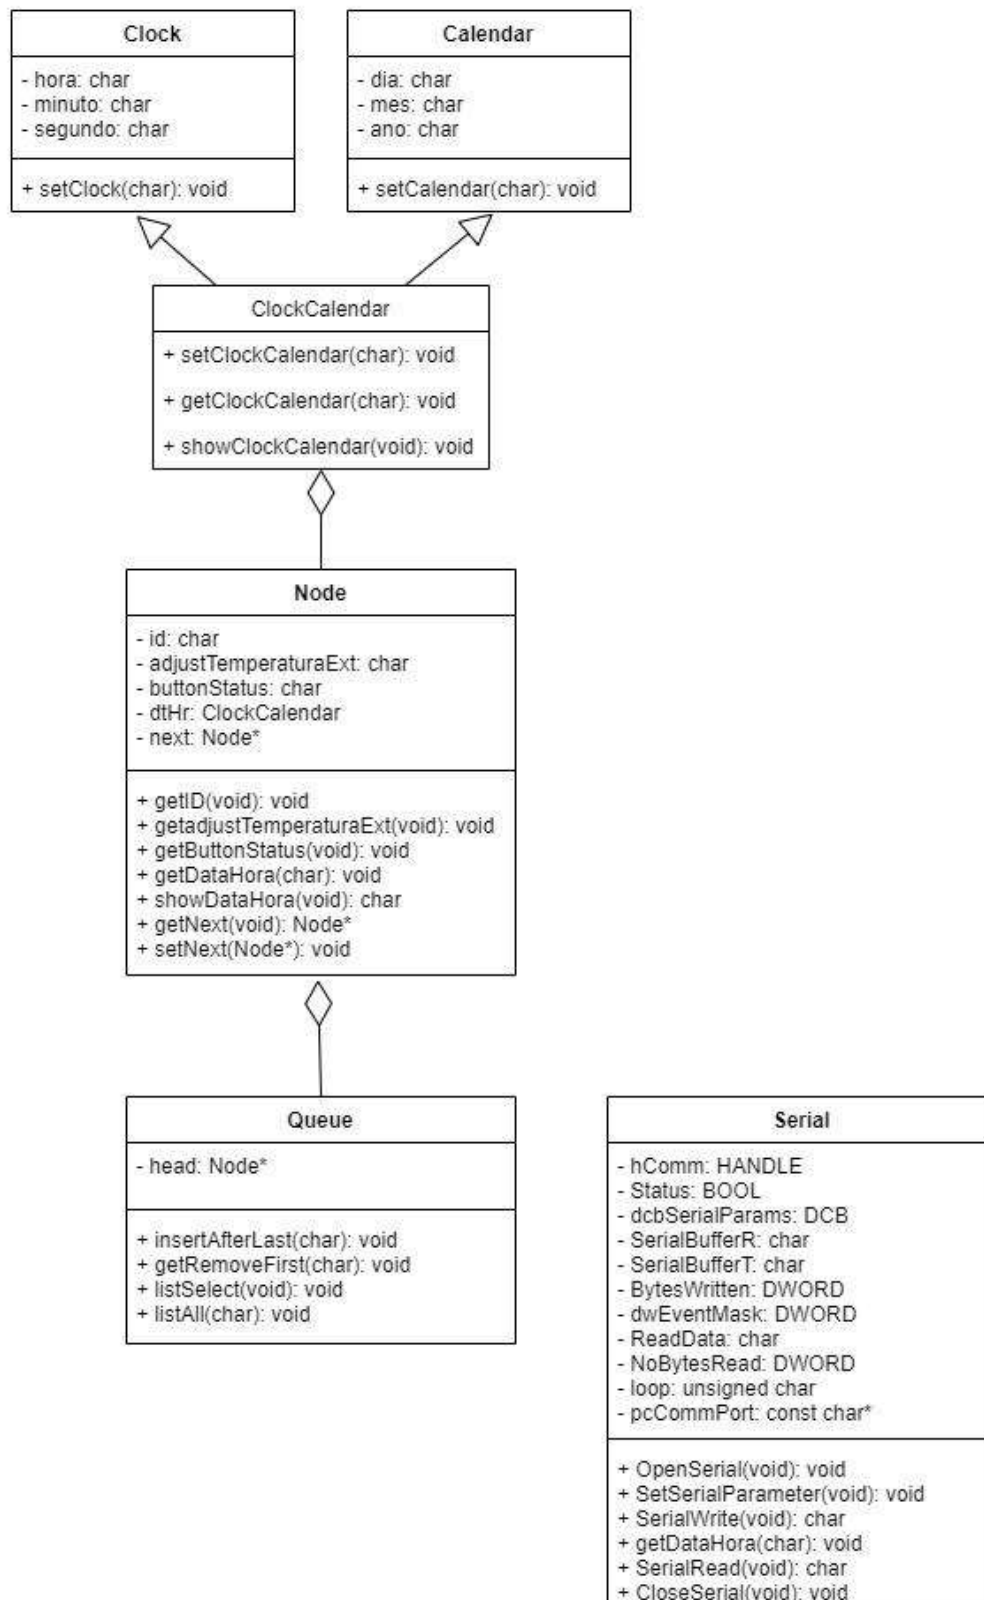 Clock
- hora: char
- minuto: char
- segundo: char
+ setClock(char): void
Calendar
- dia: char
- mes: char
- ano: char
+ setCalendar(char): void
ClockCalendar
+ setClockCalendar(char): void
+ getClockCalendar(char): void
+ showClockCalendar(void): void
Node
- id: char
- adjustTemperaturaExt: char
- buttonStatus: char
- dtHr: ClockCalendar
- next: Node*
+ getID(void): void
+ getadjustTemperaturaExt(void): void
+ getButtonStatus(void): void
+ getDataHora(char): void
+ showDataHora(void): char
+ getNext(void): Node*
+ setNext(Node*): void
Queue
- head: Node*
+ insertAfterLast(char): void
+ getRemoveFirst(char): void
+ listSelect(void): void
+ listAll(char): void
Serial
- hComm: HANDLE
- Status: BOOL
- dcbSerialParams: DCB
- SerialBufferR: char
- SerialBufferT: char
- BytesWritten: DWORD
- dwEventMask: DWORD
- ReadData: char
- NoBytesRead: DWORD
- loop: unsigned char
- pcCommPort: const char*
+ OpenSerial(void): void
+ SetSerialParameter(void): void
+ SerialWrite(void): char
+ getDataHora(char): void
+ SerialRead(void): char
+ CloseSerial(void): void